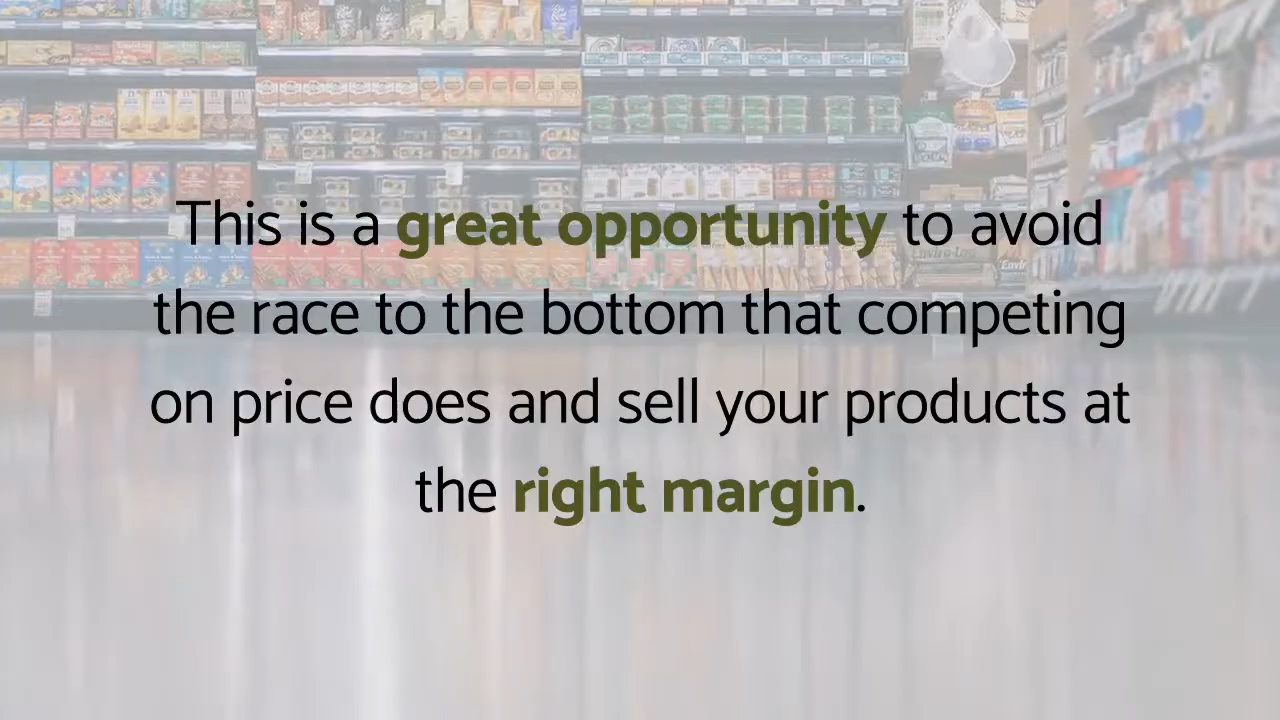 This is a great opportunity to avoid
the race to the bottom that competing
on price does and sell your products at
the right margin.